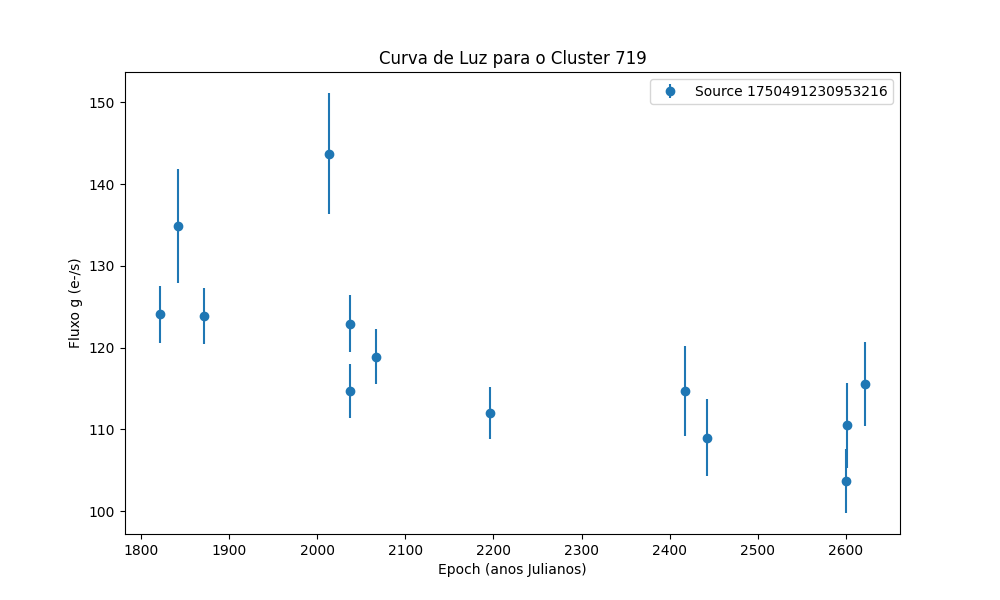 Curva de Luz para o Cluster 719
Source 1750491230953216
150
140
130
120
110
100
Fluxo g (e-/s)
1800 1900 2000 2100 2200 2300 2400 2500 2600
Epoch (anos Julianos)